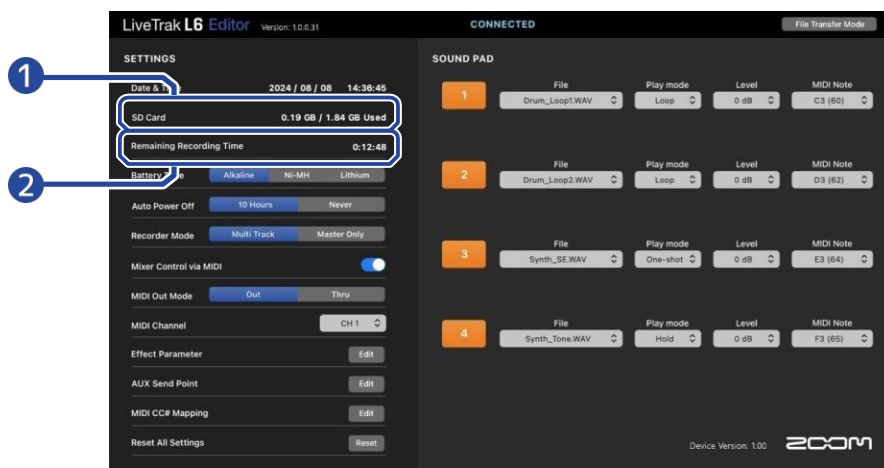 LiveTrak L6 Editor Version: 1.0.0.31 CONNECTED File Transfer Mode
SETTINGS
1
Date & Time 2024 / 08 / 08 14:36:45
SD Card 0.19 GB / 1.84 GB Used
Remaining Recording Time 0:12:48
2
Battery Type Alkaline Ni-MH Lithium
Auto Power Off 10 Hours Never
Recorder Mode Multi Track Master Only
Mixer Control via MIDI
MIDI Out Mode Out Thru
MIDI Channel CH 1
Effect Parameter Edit
AUX Send Point Edit
MIDI CC# Mapping Edit
Reset All Settings Reset
SOUND PAD
File Play mode Level MIDI Note
1 Drum_Loop1.WAV Loop 0 dB C3 (60)
File Play mode Level MIDI Note
2 Drum_Loop2.WAV Loop 0 dB D3 (62)
File Play mode Level MIDI Note
3 Synth_SE.WAV One-shot 0 dB E3 (64)
File Play mode Level MIDI Note
4 Synth_Tone.WAV Hold 0 dB F3 (65)
Device Version: 1.00 ZOOM